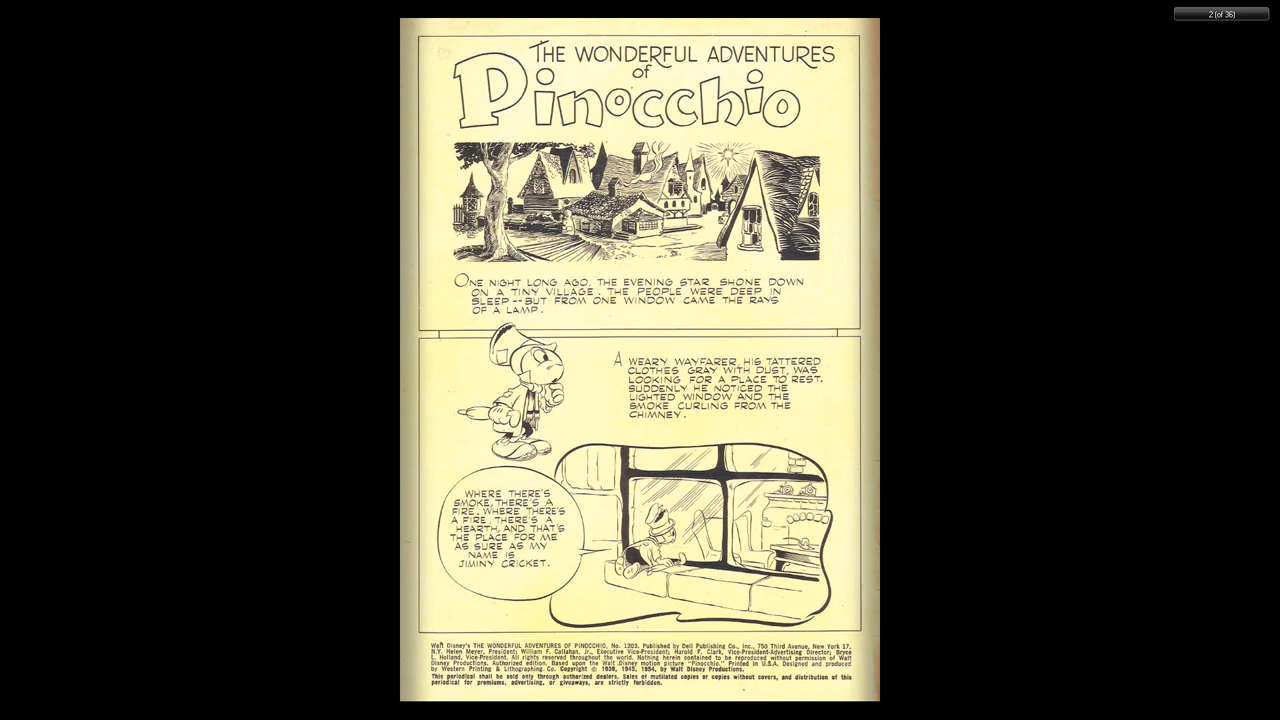 2 (of 36)
THE WONDERFUL ADVENTURES
of
Pinocchio
ONE NIGHT LONG AGO, THE EVENING STAR SHONE DOWN
ON A TINY VILLAGE. THE PEOPLE WERE DEEP IN
SLEEP--BUT FROM ONE WINDOW CAME THE RAYS
OF A LAMP.
A WEARY WAYFARER, HIS TATTERED
CLOTHES GRAY WITH DUST, WAS
LOOKING FOR A PLACE TO REST.
SUDDENLY HE NOTICED THE
LIGHTED WINDOW AND THE
SMOKE CURLING FROM THE
CHIMNEY.
WHERE THERE'S
SMOKE, THERE'S A
FIRE. WHERE THERE'S
A FIRE, THERE'S A
HEARTH, AND THAT'S
THE PLACE FOR ME
AS SURE AS MY
NAME IS
JIMINY CRICKET.
Walt Disney's THE WONDERFUL ADVENTURES OF PINOCCHIO, No. 1203. Published by Dell Publishing Co., Inc., 750 Third Avenue, New York 17,
N.Y. Helen Meyer, President; William F. Callahan, Jr., Executive Vice-President; Harold F. Clark, Vice-President-Advertising Director; Bryce
L. Holland, Vice-President. All rights reserved throughout the world. Nothing herein contained to be reproduced without permission of Walt
Disney Productions. Authorized edition. Based upon the Walt Disney motion picture "Pinocchio." Printed in U.S.A. Designed and produced
by Western Printing & Lithographing Co. Copyright © 1939, 1945, 1954, by Walt Disney Productions.
This periodical shall be sold only through authorized dealers. Sales of mutilated copies or copies without covers, and distribution of this
periodical for premiums, advertising, or giveaways, are strictly forbidden.